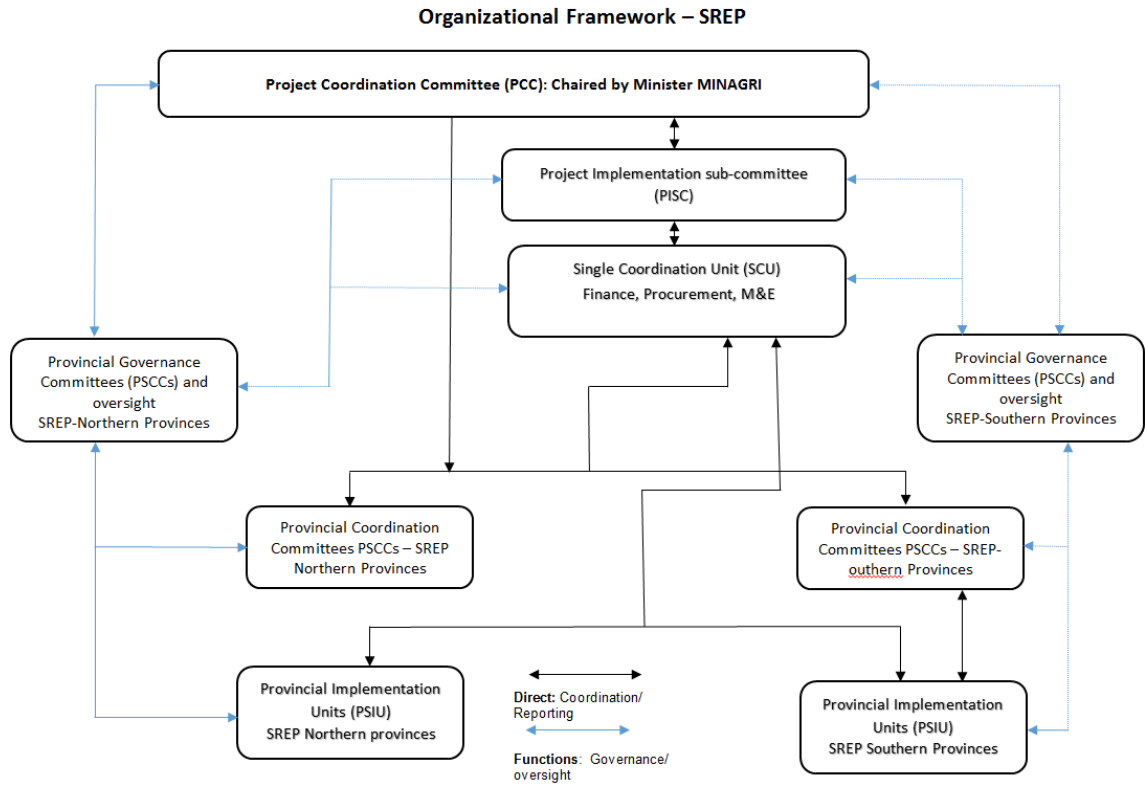 Organizational Framework – SREP
Project Coordination Committee (PCC): Chaired by Minister MINAGRI
Project Implementation sub-committee
(PISC)
Single Coordination Unit (SCU)
Finance, Procurement, M&E
Provincial Governance
Committees (PSCCs) and
oversight
SREP-Northern Provinces
Provincial Governance
Committees (PSCCs) and
oversight
SREP-Southern Provinces
Provincial Coordination
Committees PSCCs – SREP
Northern Provinces
Provincial Coordination
Committees PSCCs – SREP-
outhern Provinces
Provincial Implementation
Units (PSIU)
SREP Northern provinces
Direct: Coordination/
Reporting
Functions: Governance/
oversight
Provincial Implementation
Units (PSIU)
SREP Southern Provinces